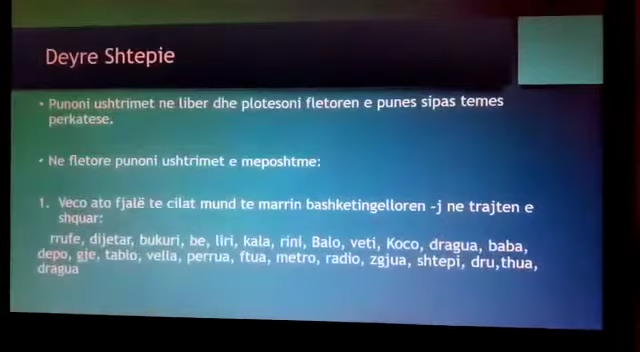 Deyre Shtepie
• Punoni ushtrimet ne liber dhe plotesoni fletoren e punes sipas temes
perkatese.
• Ne fletore punoni ushtrimet e meposhtme:
1. Veco ato fjalë te cilat mund te marrin bashketingelloren -j ne trajten e
shquar:
rrufe, dijetar, bukuri, be, liri, kala, rini, Balo, veti, Koco, dragua, baba,
depo, gje, tablo, vella, perrua, ftua, metro, radio, zgjua, shtepi, dru,thua,
dragua